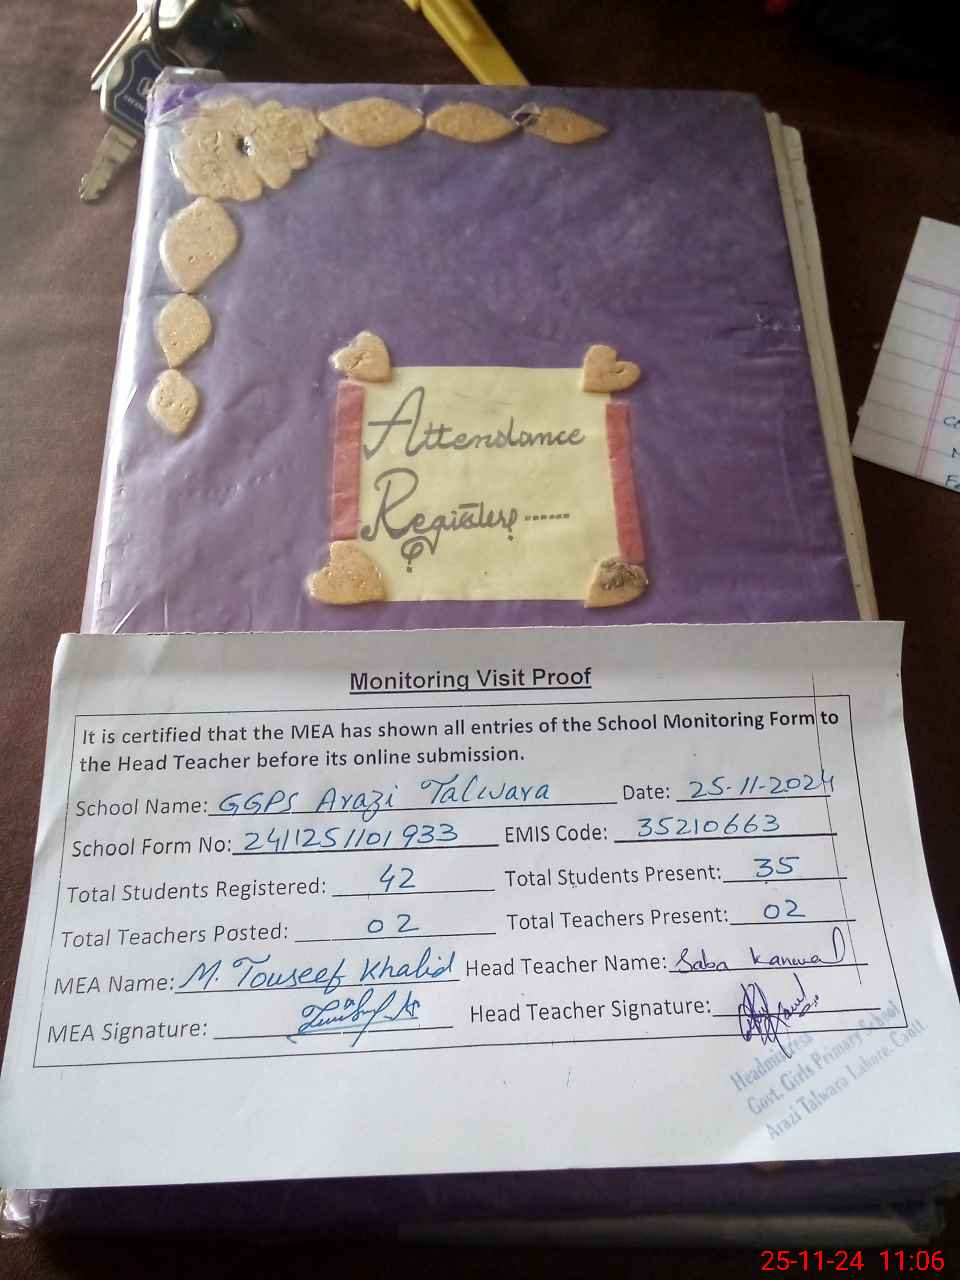 Attendance
Register
Monitoring Visit Proof
It is certified that the MEA has shown all entries of the School Monitoring Form to
the Head Teacher before its online submission.
School Name: GGPS Arazi Talwara Date: 25-11-2024
School Form No: 2411251101933 EMIS Code: 35210663
Total Students Registered: 42 Total Students Present: 35
Total Teachers Posted: 02 Total Teachers Present: 02
MEA Name: M. Touseef Khalid Head Teacher Name: Saba Kanwal
MEA Signature: Head Teacher Signature:
Headmistress
Govt. Girls Primary School
Arazi Talwara Lahore. Cantt.
25-11-24 11:06